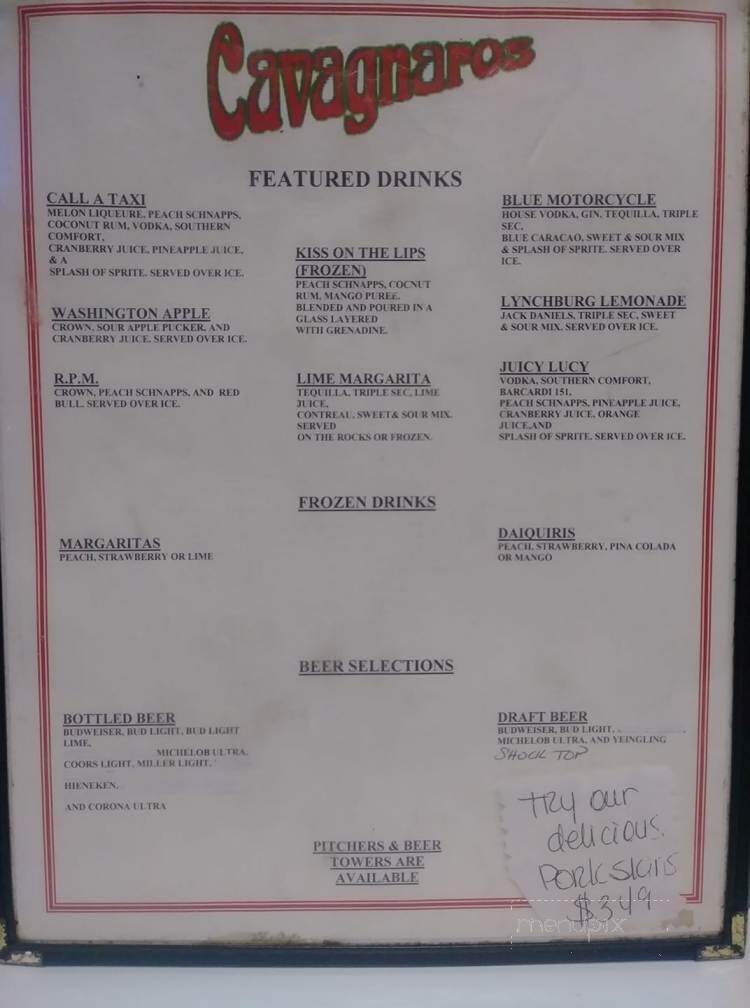 Cavagnaros
FEATURED DRINKS
CALL A TAXI
MELON LIQUEURE, PEACH SCHNAPPS,
COCONUT RUM, VODKA, SOUTHERN
COMFORT,
CRANBERRY JUICE, PINEAPPLE JUICE,
& A
SPLASH OF SPRITE. SERVED OVER ICE.
WASHINGTON APPLE
CROWN, SOUR APPLE PUCKER, AND
CRANBERRY JUICE. SERVED OVER ICE.
R.P.M.
CROWN, PEACH SCHNAPPS, AND RED
BULL. SERVED OVER ICE.
KISS ON THE LIPS
(FROZEN)
PEACH SCHNAPPS, COCNUT
RUM, MANGO PUREE.
BLENDED AND POURED IN A
GLASS LAYERED
WITH GRENADINE.
LIME MARGARITA
TEQUILLA, TRIPLE SEC, LIME
JUICE,
CONTREAU, SWEET& SOUR MIX.
SERVED
ON THE ROCKS OR FROZEN.
BLUE MOTORCYCLE
HOUSE VODKA, GIN, TEQUILLA, TRIPLE
SEC,
BLUE CARACAO, SWEET & SOUR MIX
& SPLASH OF SPRITE. SERVED OVER
ICE.
LYNCHBURG LEMONADE
JACK DANIELS, TRIPLE SEC, SWEET
& SOUR MIX. SERVED OVER ICE.
JUICY LUCY
VODKA, SOUTHERN COMFORT,
BARCARDI 151,
PEACH SCHNAPPS, PINEAPPLE JUICE,
CRANBERRY JUICE, ORANGE
JUICE,AND
SPLASH OF SPRITE. SERVED OVER ICE.
FROZEN DRINKS
MARGARITAS
PEACH, STRAWBERRY OR LIME
DAIQUIRIS
PEACH, STRAWBERRY, PINA COLADA
OR MANGO
BEER SELECTIONS
BOTTLED BEER
BUDWEISER, BUD LIGHT, BUD LIGHT
LIME,
MICHELOB ULTRA,
COORS LIGHT, MILLER LIGHT,
HIENEKEN,
AND CORONA ULTRA
DRAFT BEER
BUDWEISER, BUD LIGHT,
MICHELOB ULTRA, AND YEINGLING
SHOCK TOP
PITCHERS & BEER
TOWERS ARE
AVAILABLE
try our
delicious
Pork skins
$3.49
menupix